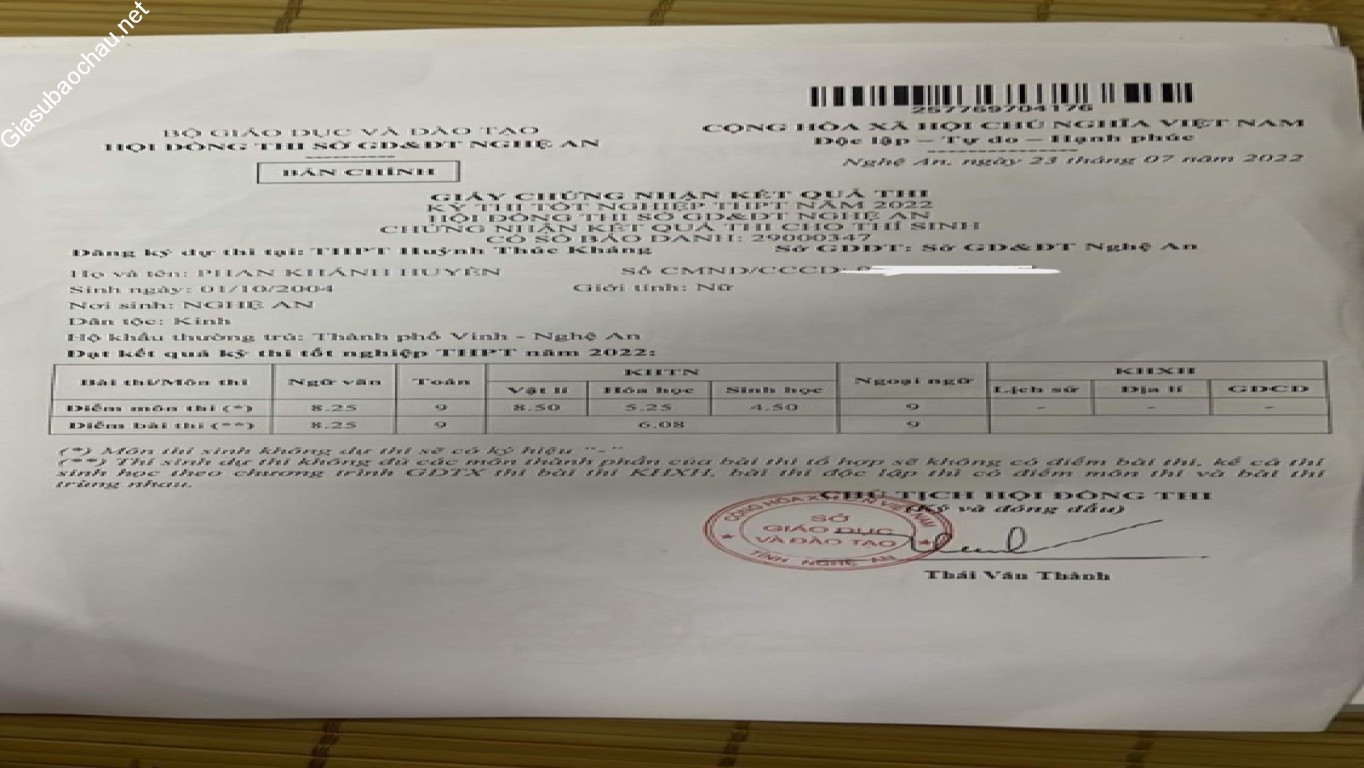 Giasubaochau.net
257769704176
BỘ GIÁO DỤC VÀ ĐÀO TẠO
HỘI ĐỒNG THI SỞ GD&ĐT NGHỆ AN
BẢN CHÍNH
CỘNG HÒA XÃ HỘI CHỦ NGHĨA VIỆT NAM
Độc lập – Tự do – Hạnh phúc
Nghệ An, ngày 23 tháng 07 năm 2022
GIẤY CHỨNG NHẬN KẾT QUẢ THI
KỲ THI TỐT NGHIỆP THPT NĂM 2022
HỘI ĐỒNG THI SỞ GD&ĐT NGHỆ AN
CHỨNG NHẬN KẾT QUẢ THI CHO THÍ SINH
CÓ SỐ BÁO DANH: 29000347
Đăng ký dự thi tại: THPT Huỳnh Thúc Kháng Sở GDĐT: Sở GD&ĐT Nghệ An
Họ và tên: PHAN KHÁNH HUYỀN Số CMND/CCCD:
Sinh ngày: 01/10/2004 Giới tính: Nữ
Nơi sinh: NGHỆ AN
Dân tộc: Kinh
Hộ khẩu thường trú: Thành phố Vinh - Nghệ An
Đạt kết quả kỳ thi tốt nghiệp THPT năm 2022:
Bài thi/Môn thi Ngữ văn Toán KHTN Ngoại ngữ KHXH
Vật lí Hóa học Sinh học Lịch sử Địa lí GDCD
Điểm môn thi (*) 8.25 9 8.50 5.25 4.50 9 - - -
Điểm bài thi (**) 8.25 9 6.08 9
(*) Môn thí sinh không dự thi sẽ có ký hiệu "-"
(**) Thí sinh dự thi không đủ các môn thành phần của bài thi tổ hợp sẽ không có điểm bài thi, kể cả thí
sinh học theo chương trình GDTX thi bài thi KHXH, bài thi độc lập thì có điểm môn thi và bài thi
trùng nhau.
CHỦ TỊCH HỘI ĐỒNG THI
(Ký và đóng dấu)
SỞ
GIÁO DỤC
VÀ ĐÀO TẠO
TỈNH NGHỆ AN
Thái Văn Thành